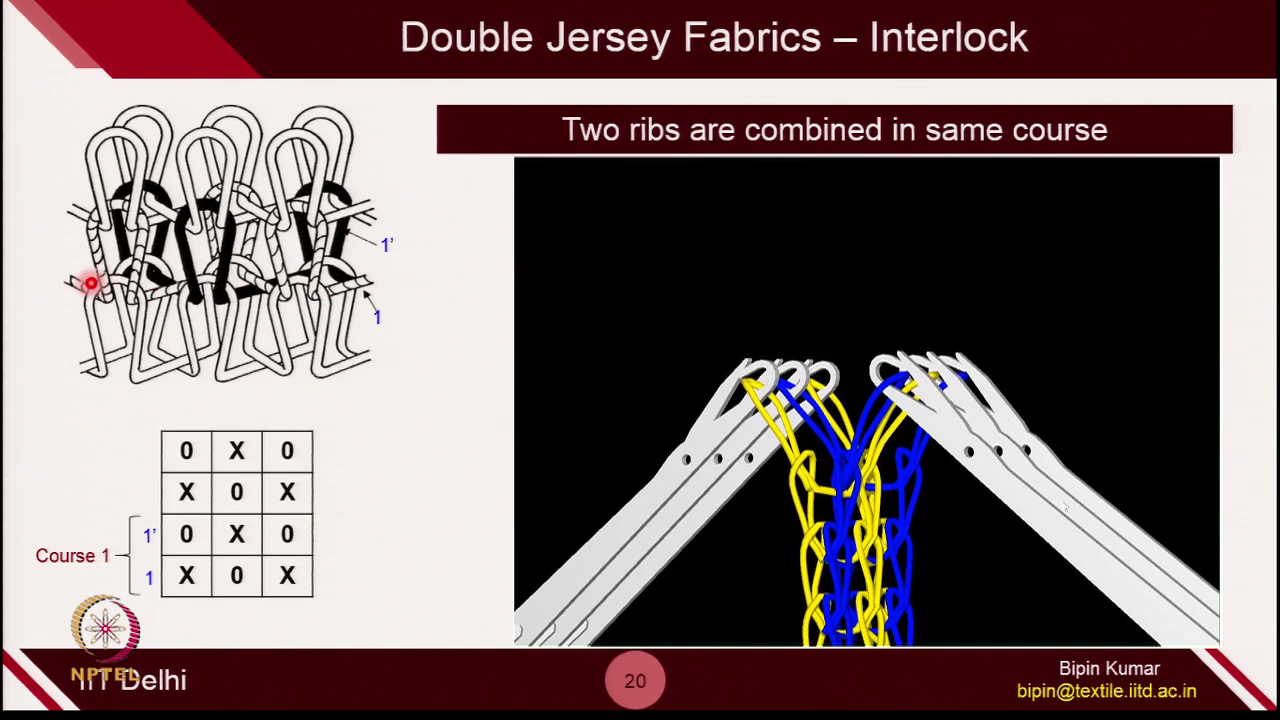 Double Jersey Fabrics – Interlock
Two ribs are combined in same course
1'
1
0 X 0
X 0 X
1' 0 X 0
Course 1
1 X 0 X
NPTEL
IIT Delhi
20
Bipin Kumar
bipin@textile.iitd.ac.in